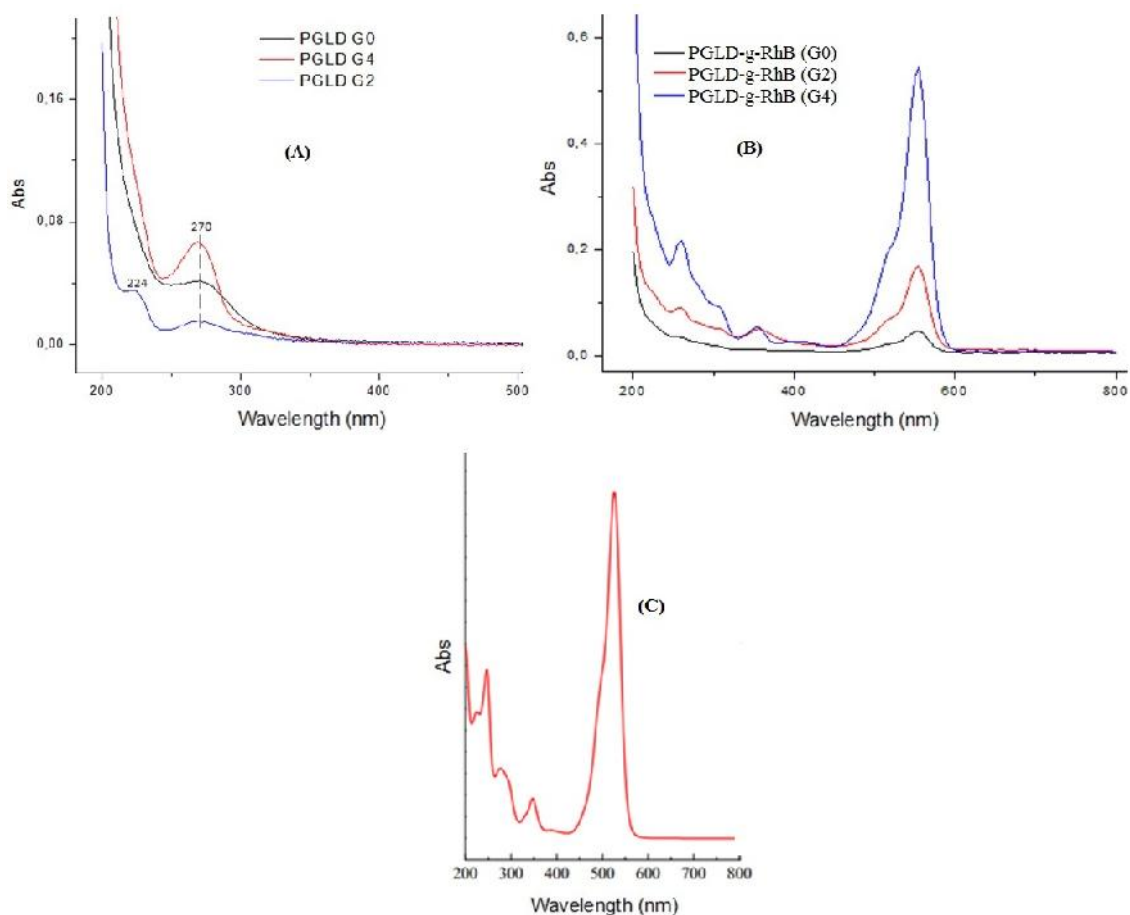 PGLD G0
PGLD G4
PGLD G2
0,16
(A)
Abs
0,08
270
224
0,00
200
300
400
500
Wavelength (nm)
0,6
PGLD-g-RhB (G0)
PGLD-g-RhB (G2)
PGLD-g-RhB (G4)
0,4
(B)
Abs
0,2
0,0
200
400
600
800
Wavelength (nm)
(C)
Abs
200 300 400 500 600 700 800
Wavelength (nm)